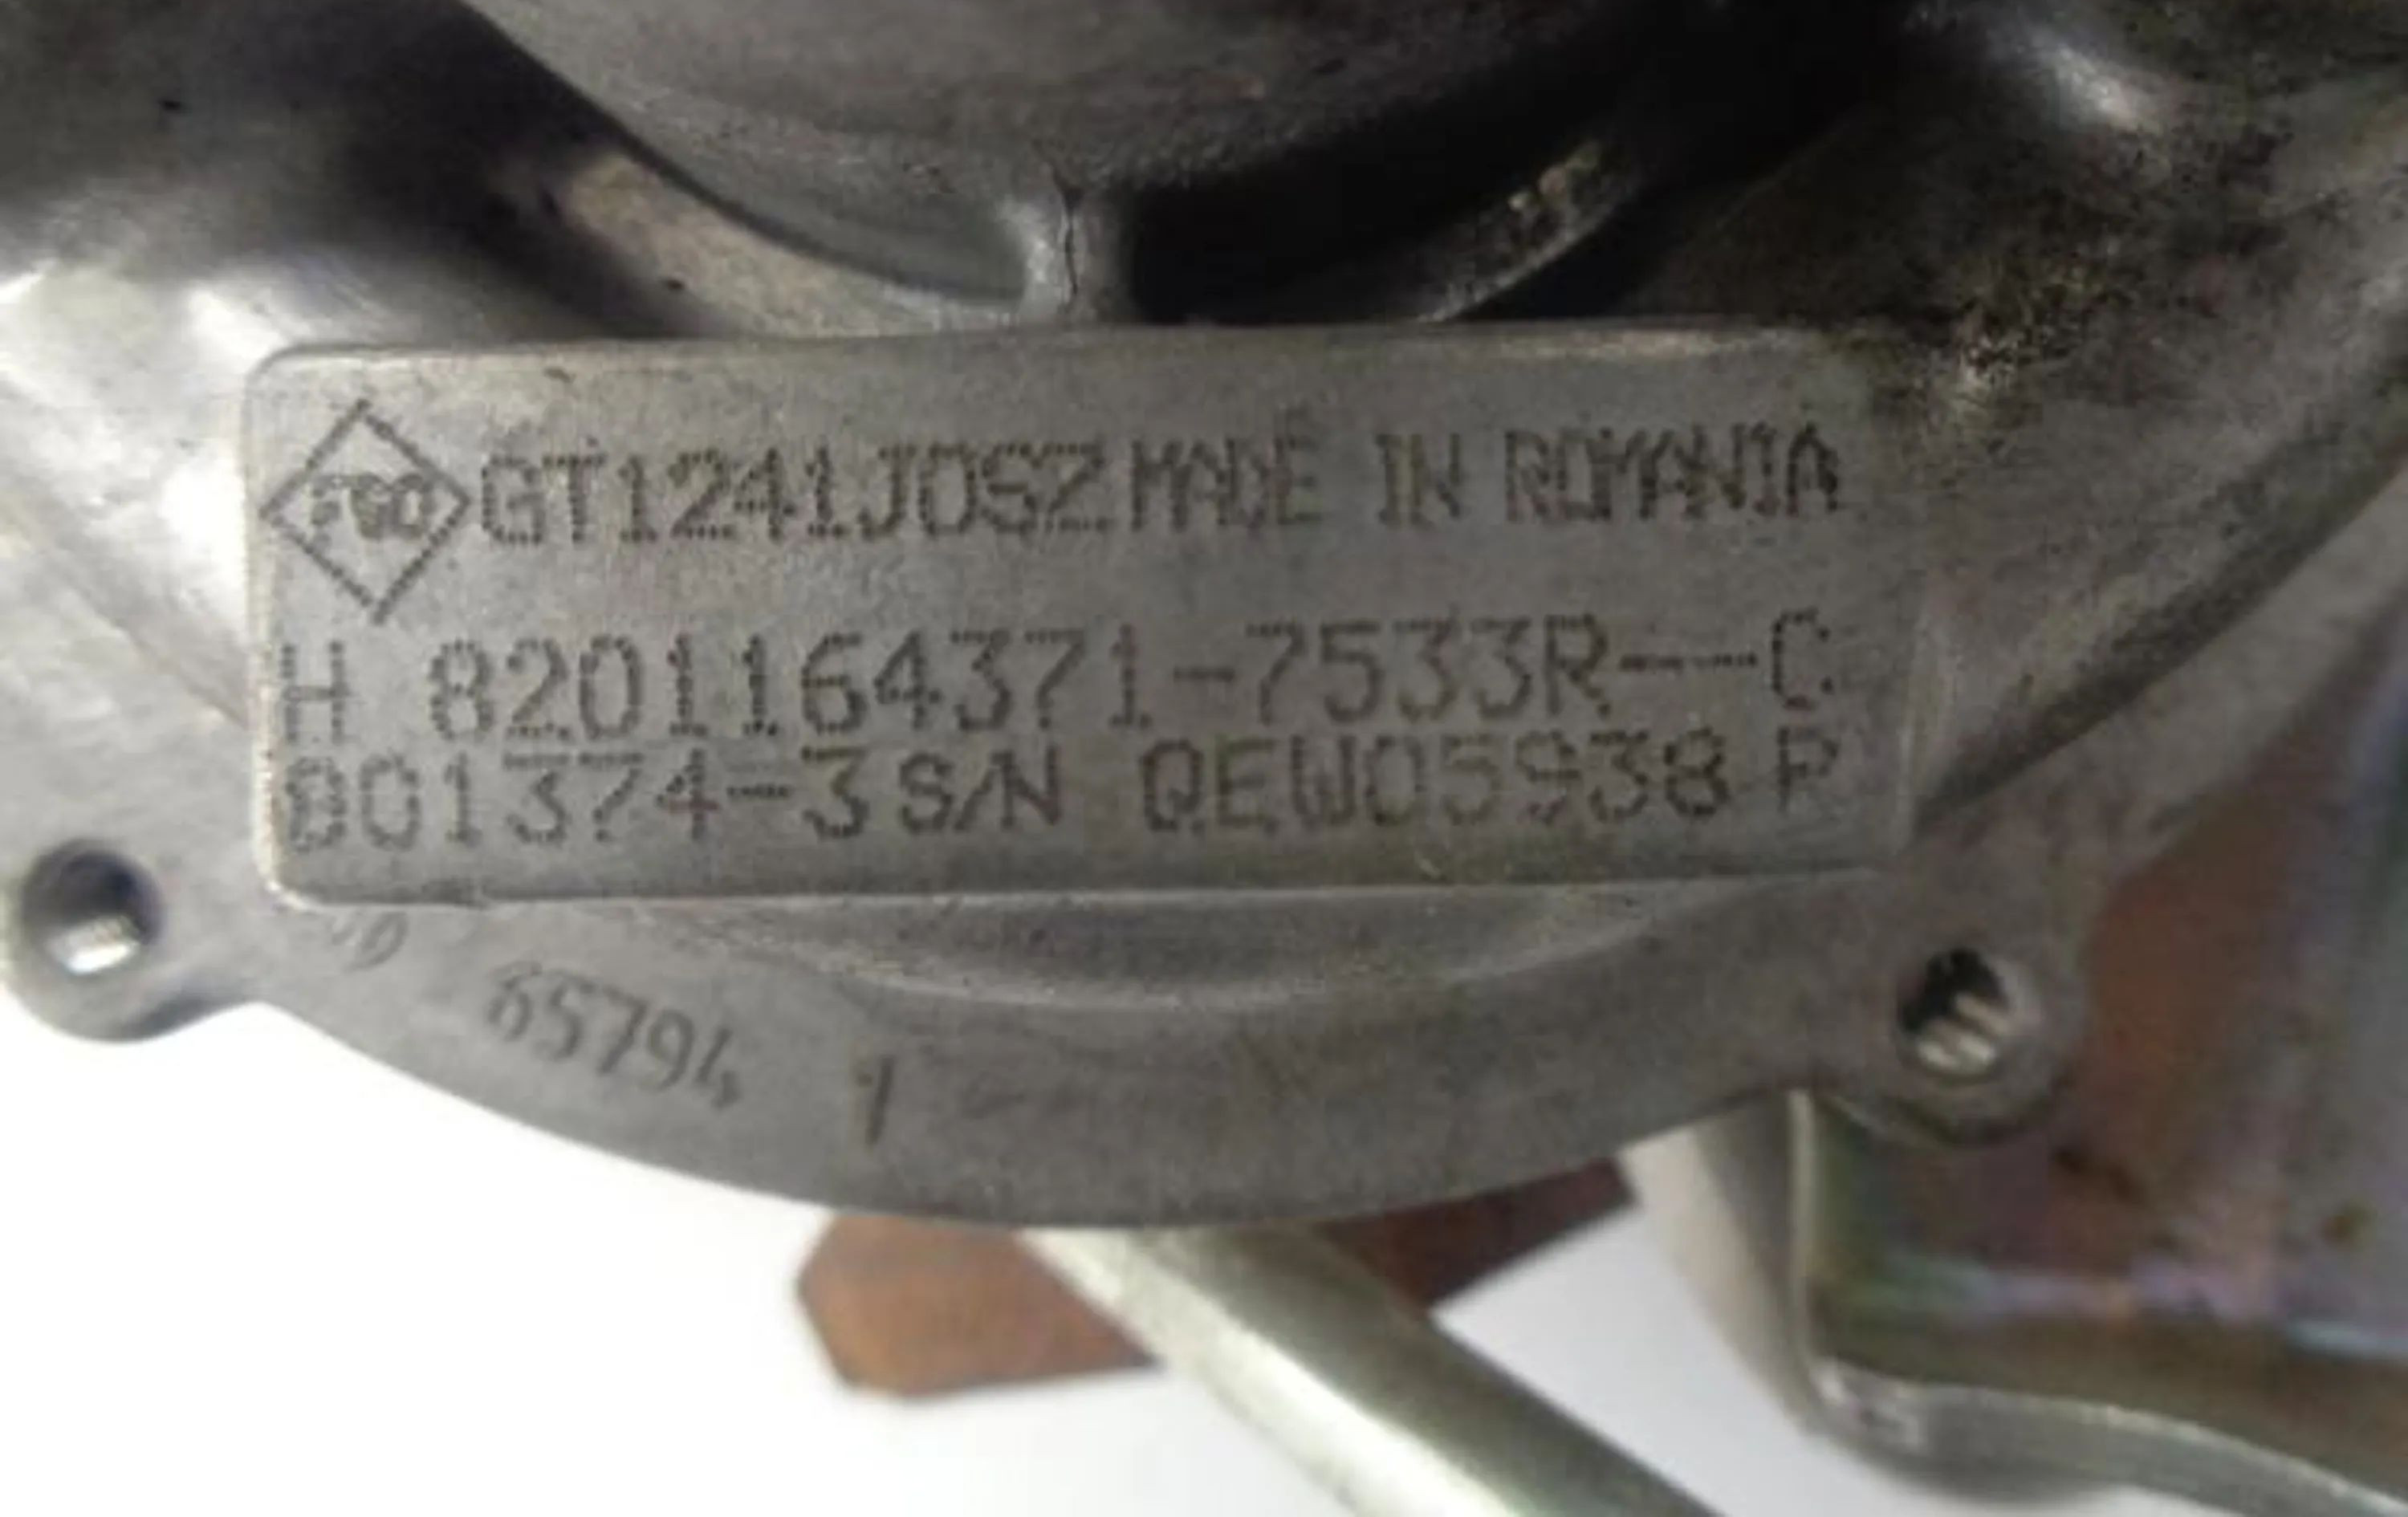 GT1241JOSZ MADE IN ROMANIA
H 8201164371-7533R--C
801374-3 S/N QEW05938 P
65794 1